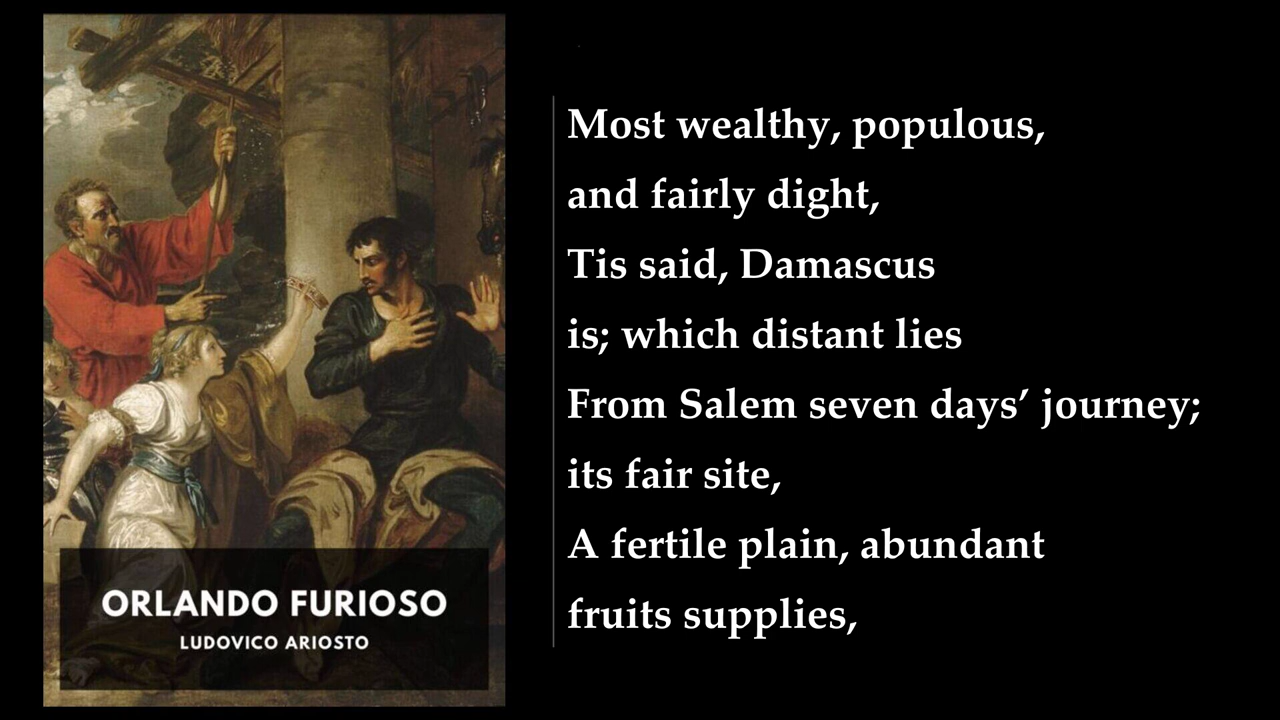 ORLANDO FURIOSO
LUDOVICO ARIOSTO
Most wealthy, populous,
and fairly dight,
Tis said, Damascus
is; which distant lies
From Salem seven days’ journey;
its fair site,
A fertile plain, abundant
fruits supplies,